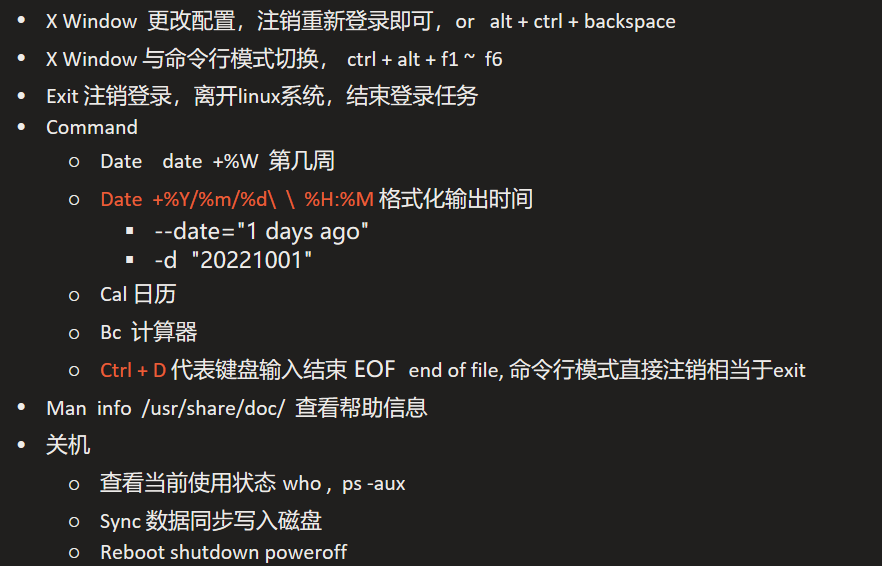 • X Window 更改配置，注销重新登录即可，or alt + ctrl + backspace
• X Window 与命令行模式切换， ctrl + alt + f1 ~ f6
• Exit 注销登录，离开linux系统，结束登录任务
• Command
o Date date +%W 第几周
o Date +%Y/%m/%d\ \ %H:%M 格式化输出时间
▪ --date="1 days ago"
▪ -d "20221001"
o Cal 日历
o Bc 计算器
o Ctrl + D 代表键盘输入结束 EOF end of file, 命令行模式直接注销相当于exit
• Man info /usr/share/doc/ 查看帮助信息
• 关机
o 查看当前使用状态 who , ps -aux
o Sync 数据同步写入磁盘
o Reboot shutdown poweroff